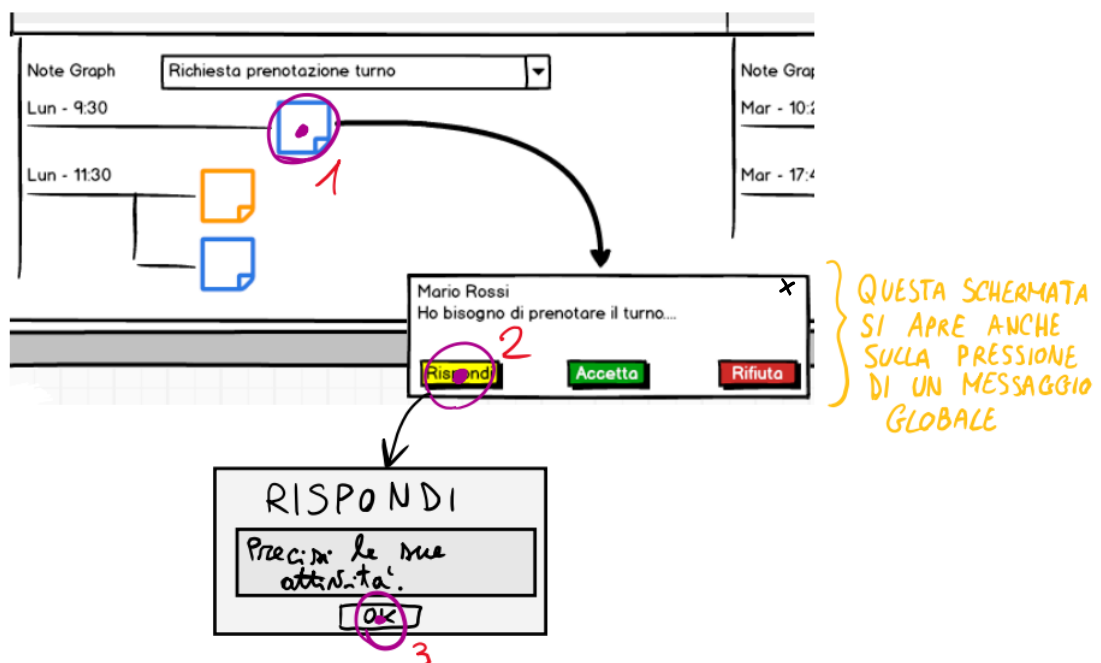 Note Graph
Richiesta prenotazione turno
Note Grap
Lun - 9:30
Mar - 10:2
1
Lun - 11:30
Mar - 17:4
Mario Rossi
X
Ho bisogno di prenotare il turno....
2
Rispondi
Accetta
Rifiuta
QUESTA SCHERMATA
SI APRE ANCHE
SULLA PRESSIONE
DI UN MESSAGGIO
GLOBALE
RISPONDI
Precisi le sue
attività.
OK
3